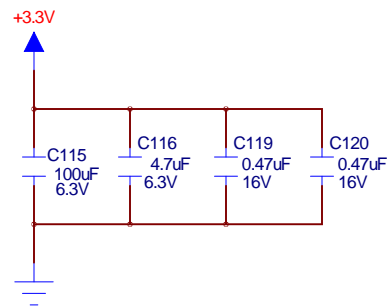 +3.3V
C115
100uF
6.3V
C116
4.7uF
6.3V
C119
0.47uF
16V
C120
0.47uF
16V